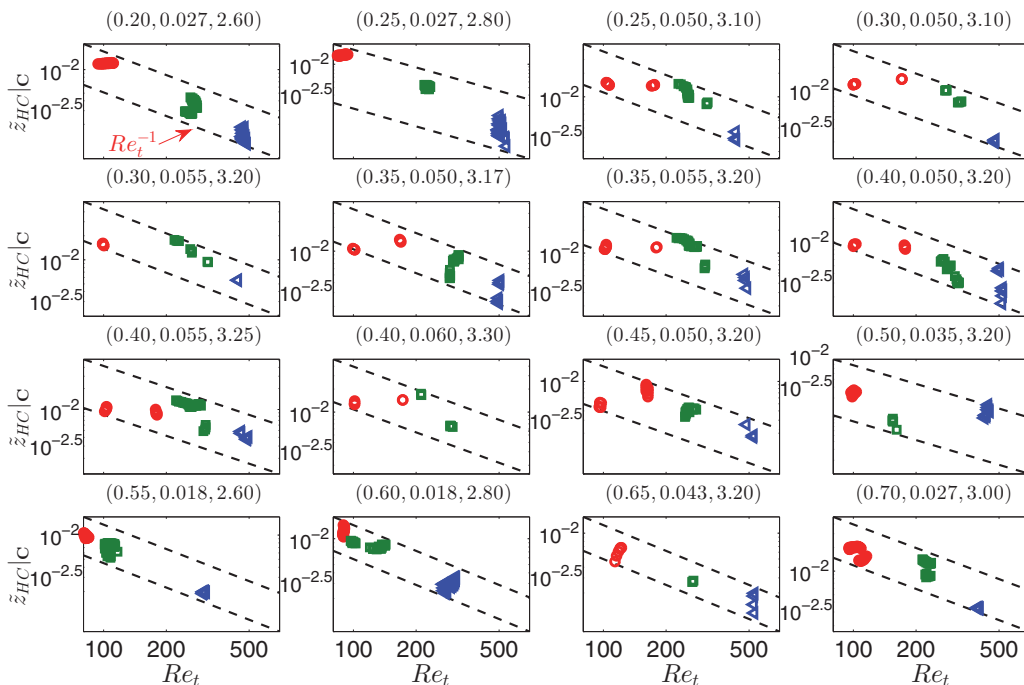 (0.20, 0.027, 2.60) (0.25, 0.027, 2.80) (0.25, 0.050, 3.10) (0.30, 0.050, 3.10)
z̃_HC|c 10^-2 10^-2.5 10^-2 10^-2.5 10^-2 10^-2.5 10^-2 10^-2.5
Re_t^-1
(0.30, 0.055, 3.20) (0.35, 0.050, 3.17) (0.35, 0.055, 3.20) (0.40, 0.050, 3.20)
z̃_HC|c 10^-2 10^-2.5 10^-2 10^-2.5 10^-2 10^-2.5 10^-2 10^-2.5
(0.40, 0.055, 3.25) (0.40, 0.060, 3.30) (0.45, 0.050, 3.20) (0.50, 0.035, 3.20)
z̃_HC|c 10^-2 10^-2.5 10^-2 10^-2.5 10^-2 10^-2.5 10^-2 10^-2.5
(0.55, 0.018, 2.60) (0.60, 0.018, 2.80) (0.65, 0.043, 3.20) (0.70, 0.027, 3.00)
z̃_HC|c 10^-2 10^-2.5 10^-2 10^-2.5 10^-2 10^-2.5 10^-2 10^-2.5
100 200 500 100 200 500 100 200 500 100 200 500
Re_t Re_t Re_t Re_t